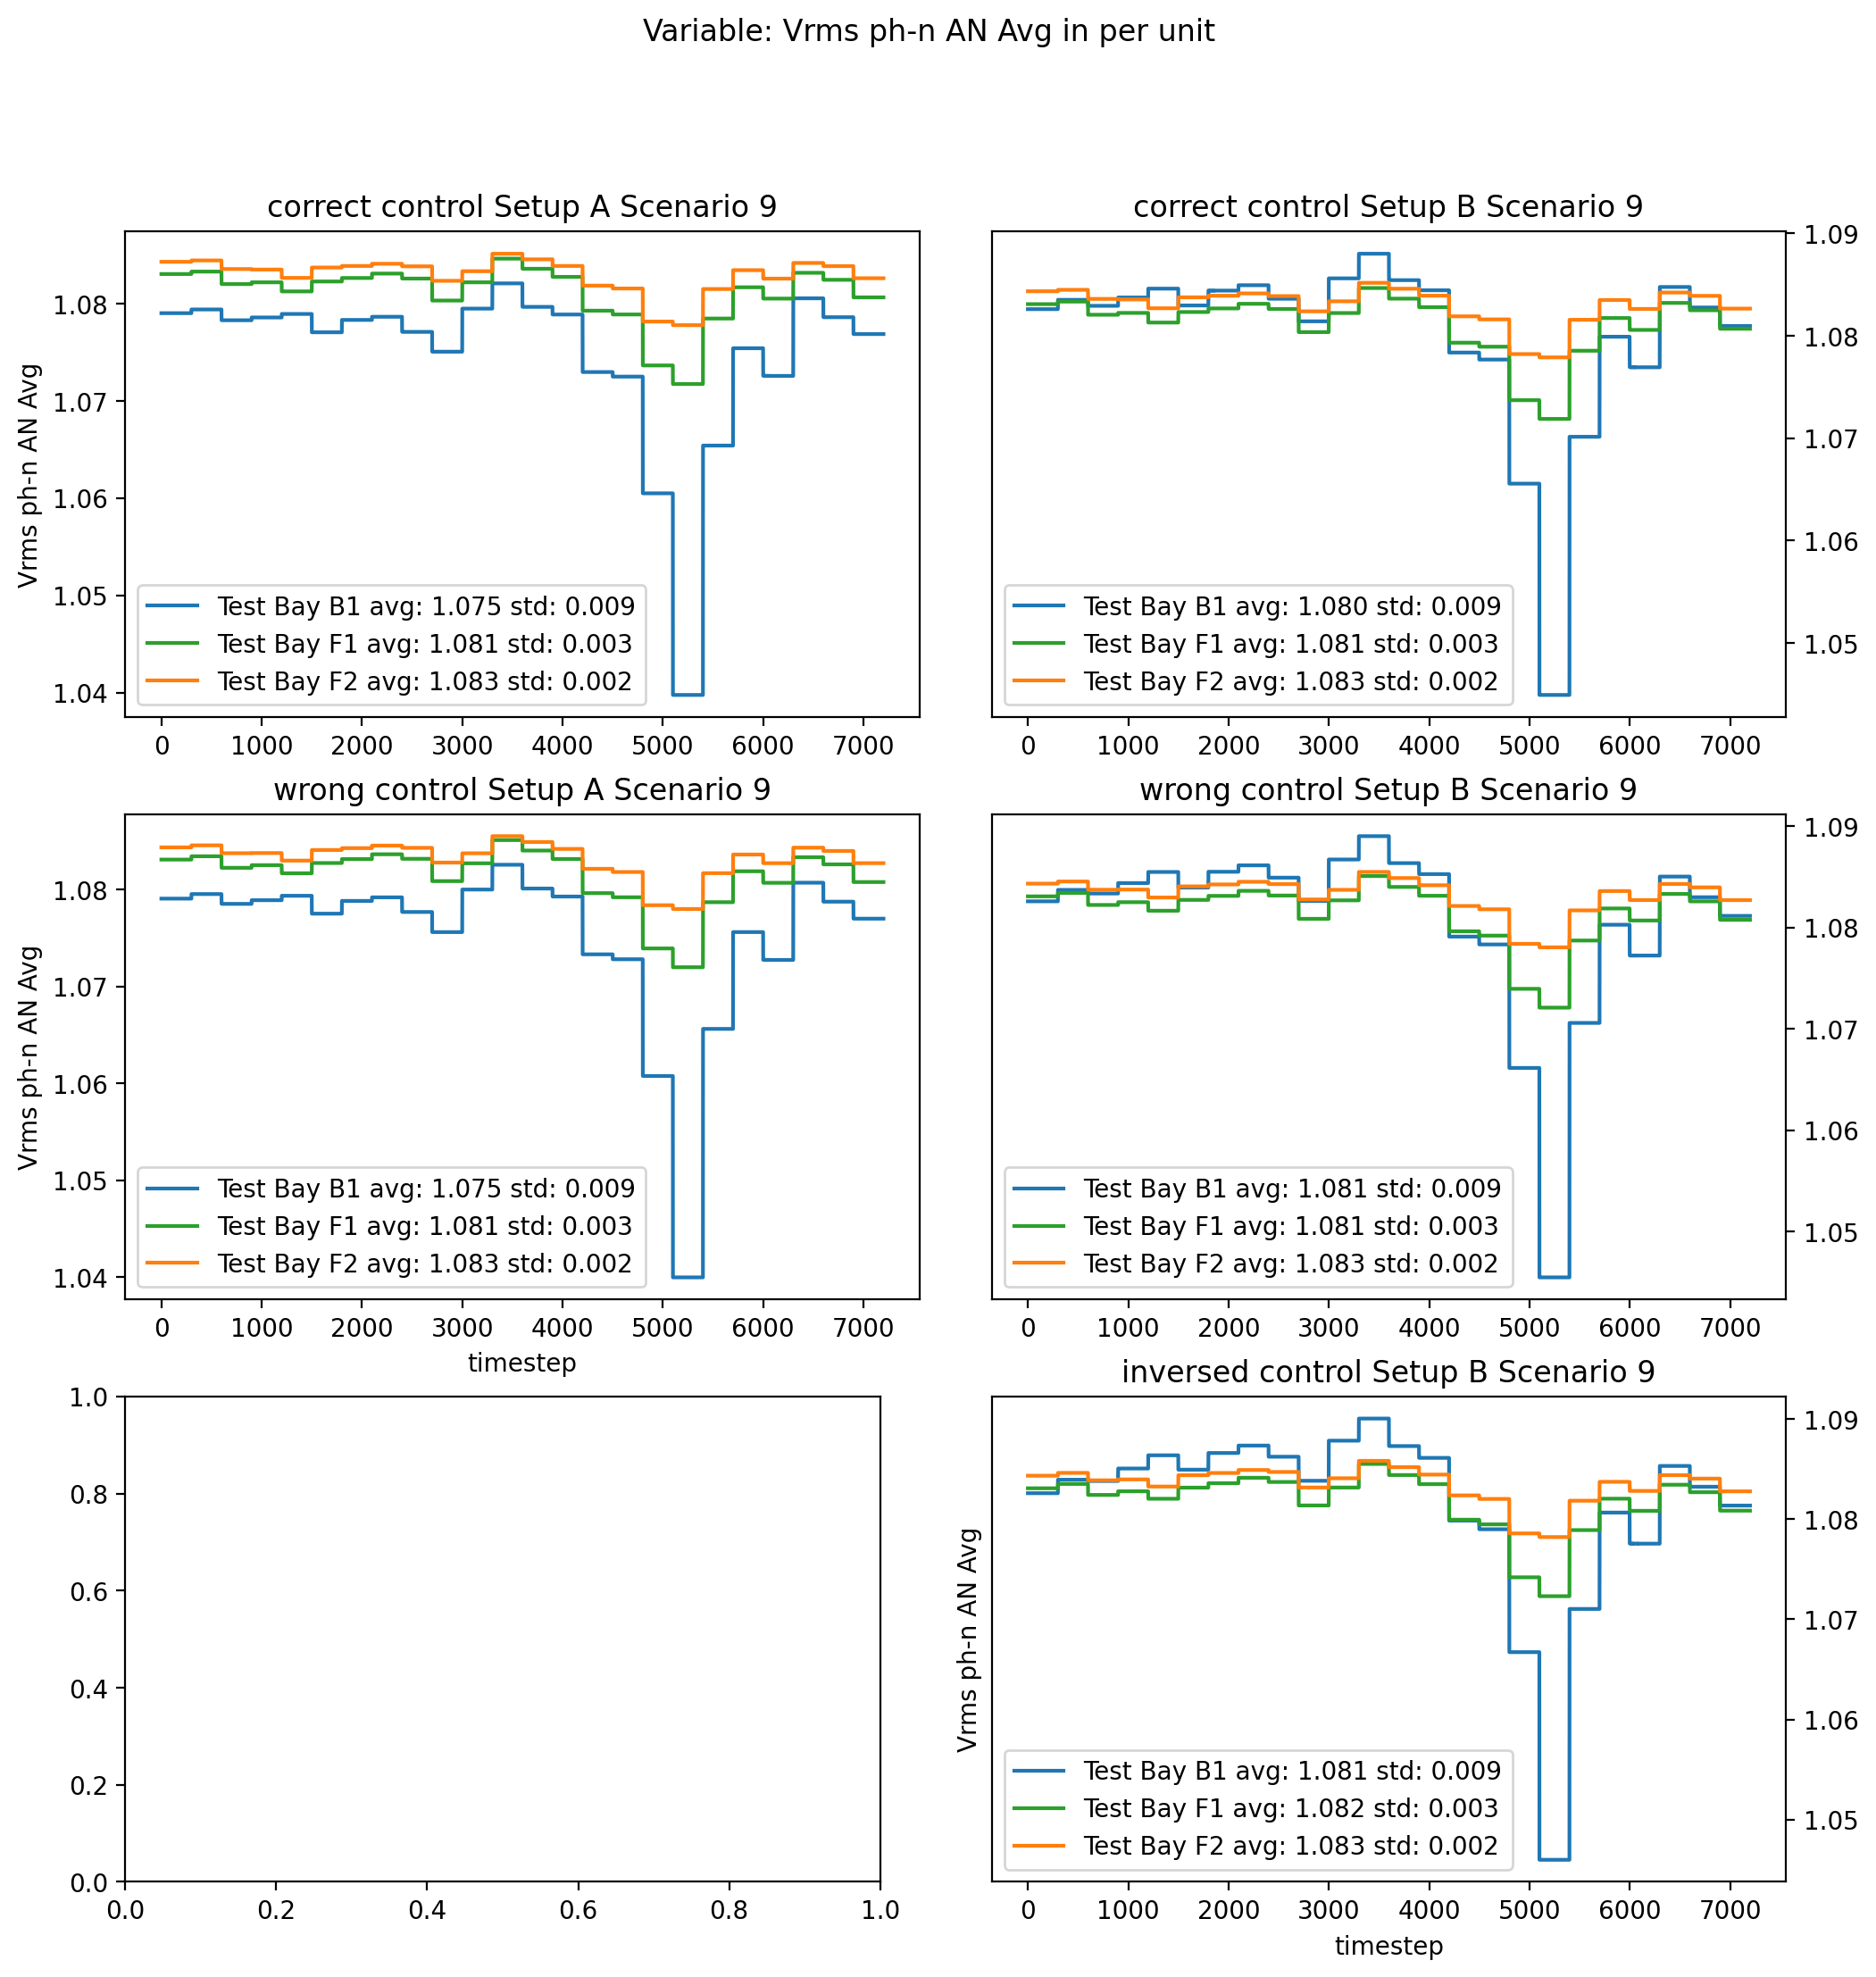 Variable: Vrms ph-n AN Avg in per unit
correct control Setup A Scenario 9
Vrms ph-n AN Avg
1.08
1.07
1.06
1.05
1.04
Test Bay B1 avg: 1.075 std: 0.009
Test Bay F1 avg: 1.081 std: 0.003
Test Bay F2 avg: 1.083 std: 0.002
0 1000 2000 3000 4000 5000 6000 7000
correct control Setup B Scenario 9
1.09
1.08
1.07
1.06
1.05
Test Bay B1 avg: 1.080 std: 0.009
Test Bay F1 avg: 1.081 std: 0.003
Test Bay F2 avg: 1.083 std: 0.002
0 1000 2000 3000 4000 5000 6000 7000
wrong control Setup A Scenario 9
Vrms ph-n AN Avg
1.08
1.07
1.06
1.05
1.04
Test Bay B1 avg: 1.075 std: 0.009
Test Bay F1 avg: 1.081 std: 0.003
Test Bay F2 avg: 1.083 std: 0.002
0 1000 2000 3000 4000 5000 6000 7000
timestep
wrong control Setup B Scenario 9
1.09
1.08
1.07
1.06
1.05
Test Bay B1 avg: 1.081 std: 0.009
Test Bay F1 avg: 1.081 std: 0.003
Test Bay F2 avg: 1.083 std: 0.002
0 1000 2000 3000 4000 5000 6000 7000
1.0
0.8
0.6
0.4
0.2
0.0
0.0 0.2 0.4 0.6 0.8 1.0
inversed control Setup B Scenario 9
Vrms ph-n AN Avg
1.09
1.08
1.07
1.06
1.05
Test Bay B1 avg: 1.081 std: 0.009
Test Bay F1 avg: 1.082 std: 0.003
Test Bay F2 avg: 1.083 std: 0.002
0 1000 2000 3000 4000 5000 6000 7000
timestep